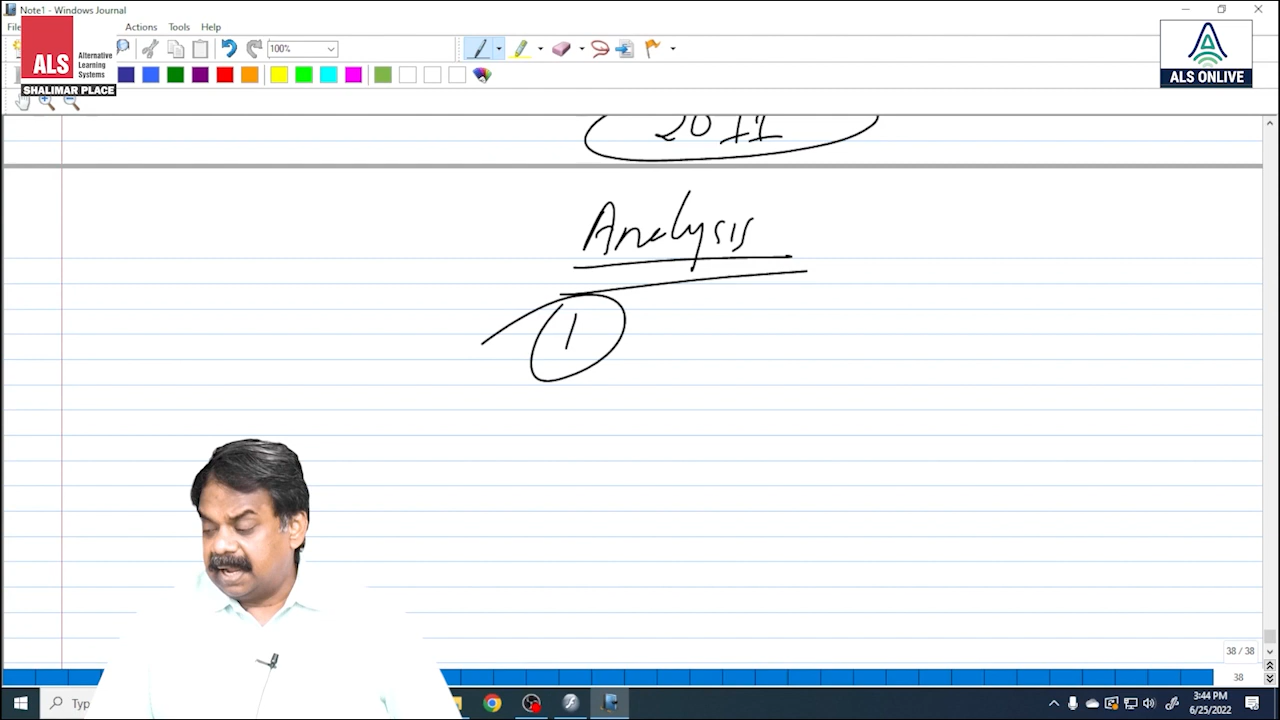 Note1 - Windows Journal
Actions Tools Help
ALS
Alternative
Learning
Systems
SHALIMAR PLACE
100%
ALS ONLIVE
2011
Analysis
1
38 / 38
38
3:44 PM
6/25/2022